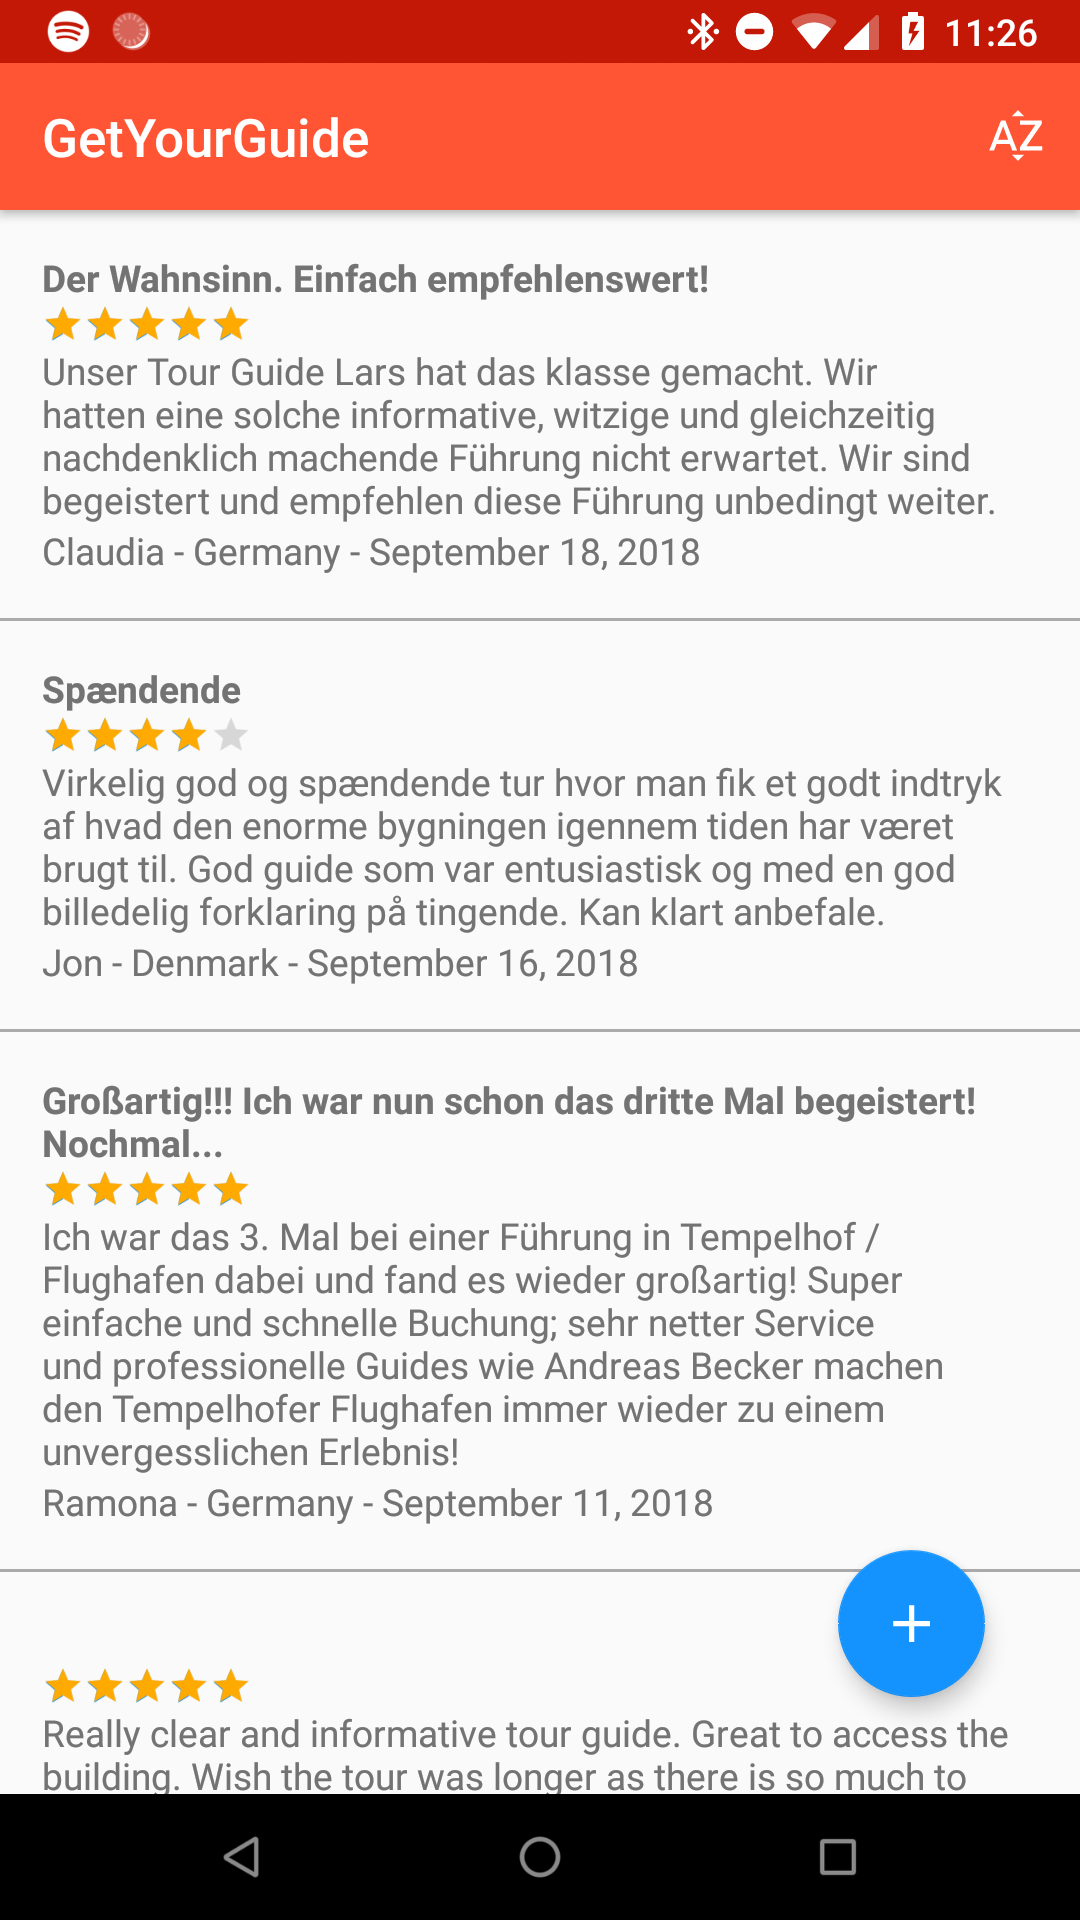 11:26
GetYourGuide
AZ
Der Wahnsinn. Einfach empfehlenswert!
Unser Tour Guide Lars hat das klasse gemacht. Wir
hatten eine solche informative, witzige und gleichzeitig
nachdenklich machende Führung nicht erwartet. Wir sind
begeistert und empfehlen diese Führung unbedingt weiter.
Claudia - Germany - September 18, 2018
Spændende
Virkelig god og spændende tur hvor man fik et godt indtryk
af hvad den enorme bygningen igennem tiden har været
brugt til. God guide som var entusiastisk og med en god
billedelig forklaring på tingende. Kan klart anbefale.
Jon - Denmark - September 16, 2018
Großartig!!! Ich war nun schon das dritte Mal begeistert!
Nochmal...
Ich war das 3. Mal bei einer Führung in Tempelhof /
Flughafen dabei und fand es wieder großartig! Super
einfache und schnelle Buchung; sehr netter Service
und professionelle Guides wie Andreas Becker machen
den Tempelhofer Flughafen immer wieder zu einem
unvergesslichen Erlebnis!
Ramona - Germany - September 11, 2018
Really clear and informative tour guide. Great to access the
building. Wish the tour was longer as there is so much to